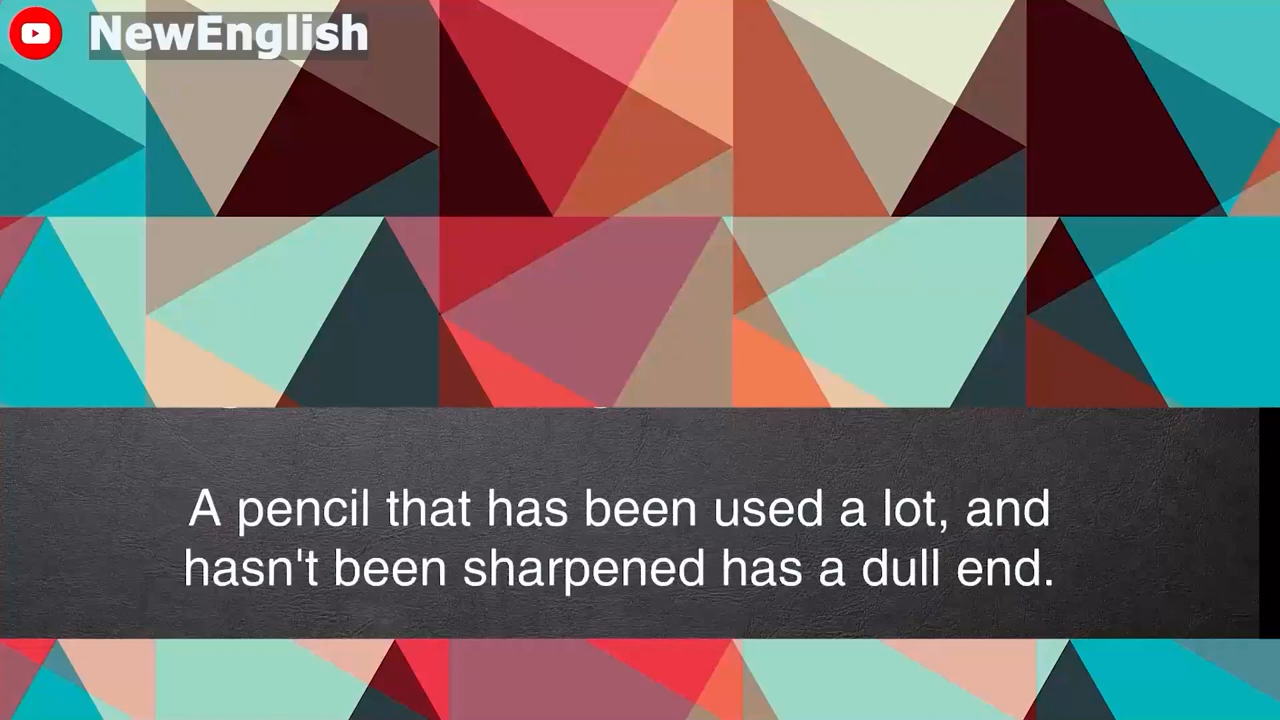 NewEnglish
A pencil that has been used a lot, and
hasn't been sharpened has a dull end.